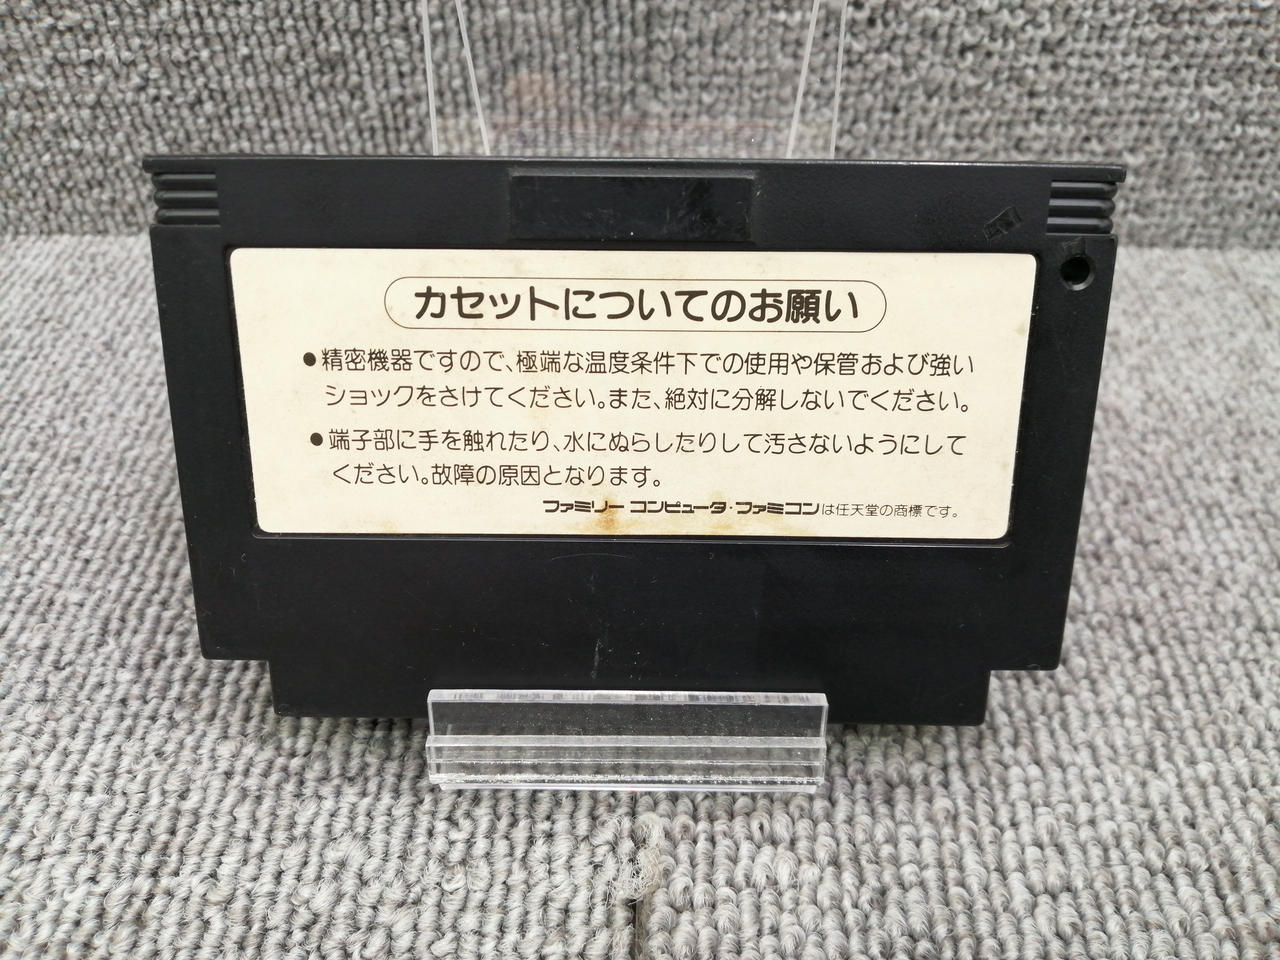 カセットについてのお願い
●精密機器ですので、極端な温度条件下での使用や保管および強い
ショックをさけてください。また、絶対に分解しないでください。
●端子部に手を触れたり、水にぬらしたりして汚さないようにして
ください。故障の原因となります。
ファミリー コンピュータ・ファミコンは任天堂の商標です。